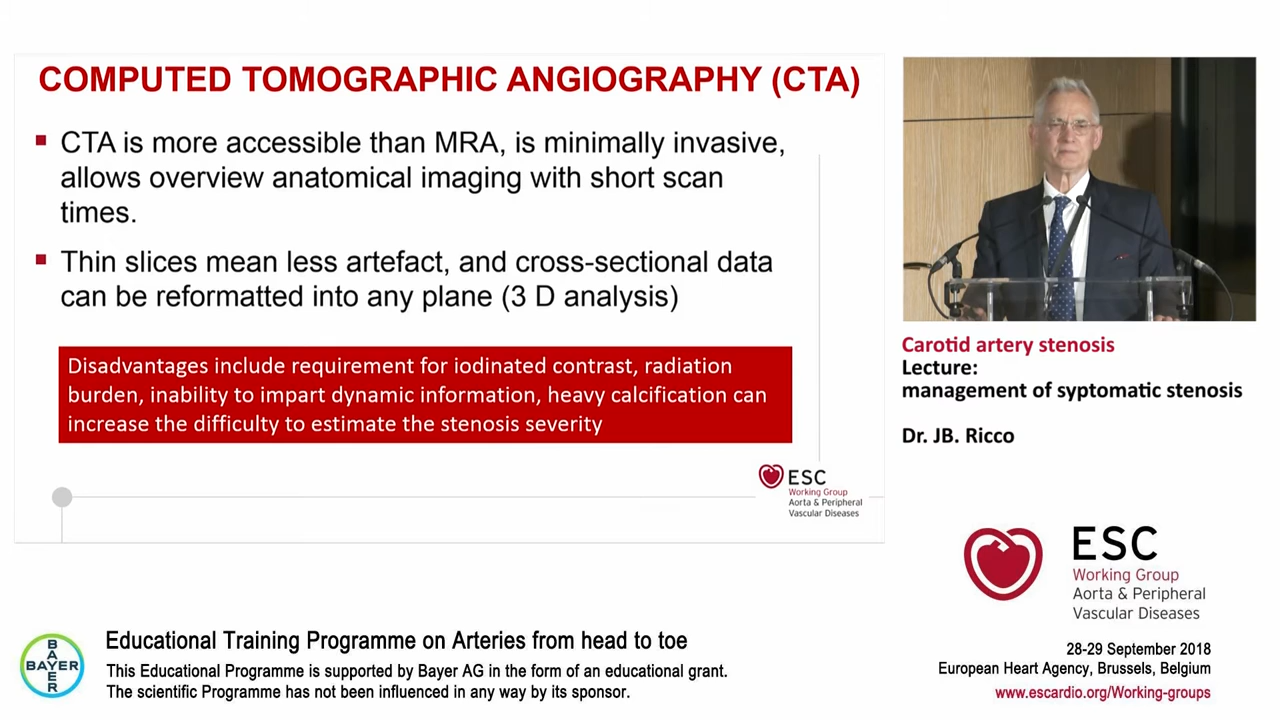 COMPUTED TOMOGRAPHIC ANGIOGRAPHY (CTA)
CTA is more accessible than MRA, is minimally invasive,
allows overview anatomical imaging with short scan
times.
Thin slices mean less artefact, and cross-sectional data
can be reformatted into any plane (3 D analysis)
Disadvantages include requirement for iodinated contrast, radiation
burden, inability to impart dynamic information, heavy calcification can
increase the difficulty to estimate the stenosis severity
ESC
Working Group
Aorta & Peripheral
Vascular Diseases
Carotid artery stenosis
Lecture:
management of syptomatic stenosis
Dr. JB. Ricco
ESC
Working Group
Aorta & Peripheral
Vascular Diseases
BAYER
BAYER
Educational Training Programme on Arteries from head to toe
This Educational Programme is supported by Bayer AG in the form of an educational grant.
The scientific Programme has not been influenced in any way by its sponsor.
28-29 September 2018
European Heart Agency, Brussels, Belgium
www.escardio.org/Working-groups